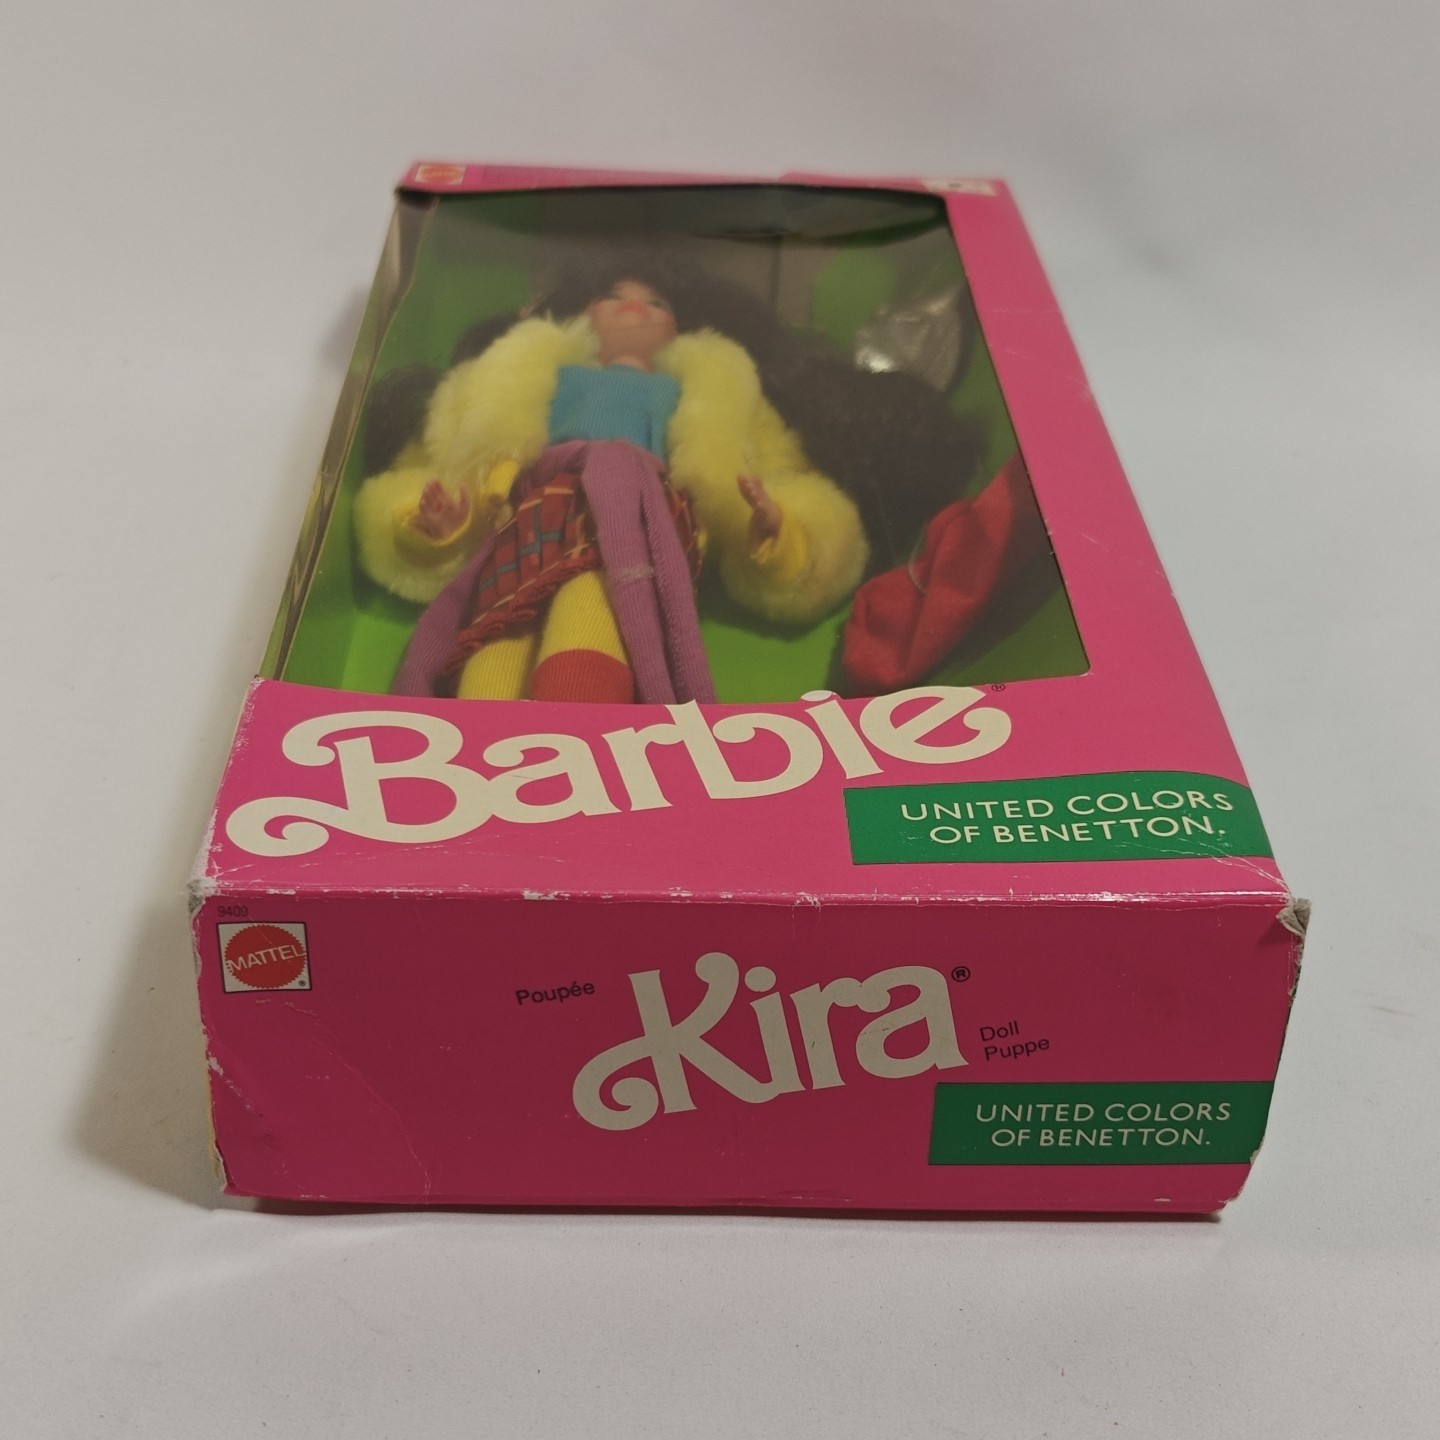 Barbie®
UNITED COLORS
OF BENETTON.
9409
MATTEL®
Poupée
Kira®
Doll
Puppe
UNITED COLORS
OF BENETTON.